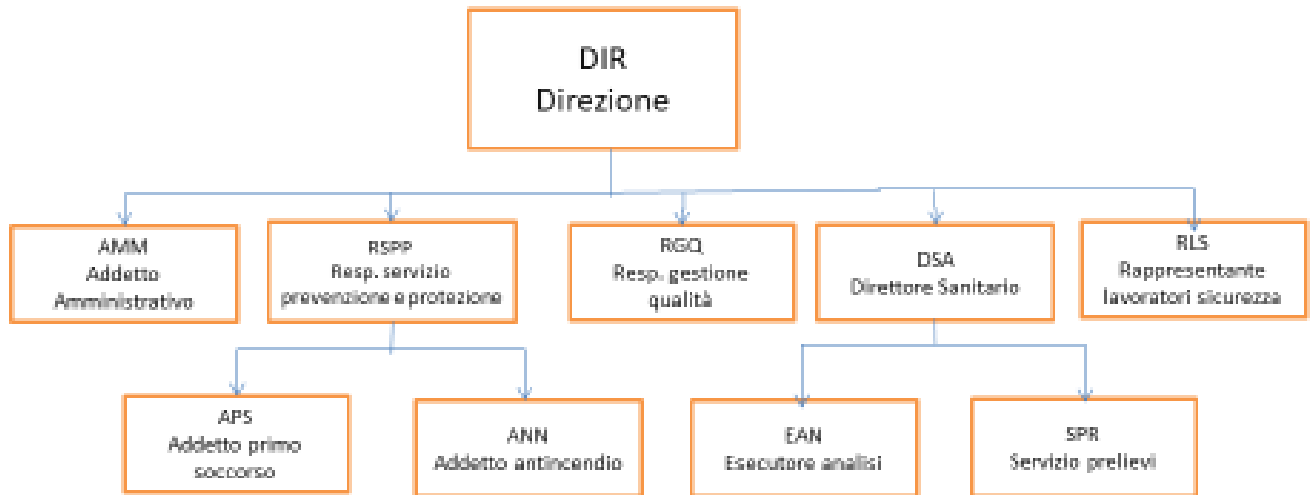 DIR
Direzione
AMM
Addetto
Amministrativo
RSPP
Resp. servizio
prevenzione e protezione
RGQ
Resp. gestione
qualità
DSA
Direttore Sanitario
RLS
Rappresentante
lavoratori sicurezza
APS
Addetto primo
soccorso
ANN
Addetto antincendio
EAN
Esecutore analisi
SPR
Servizio prelievi